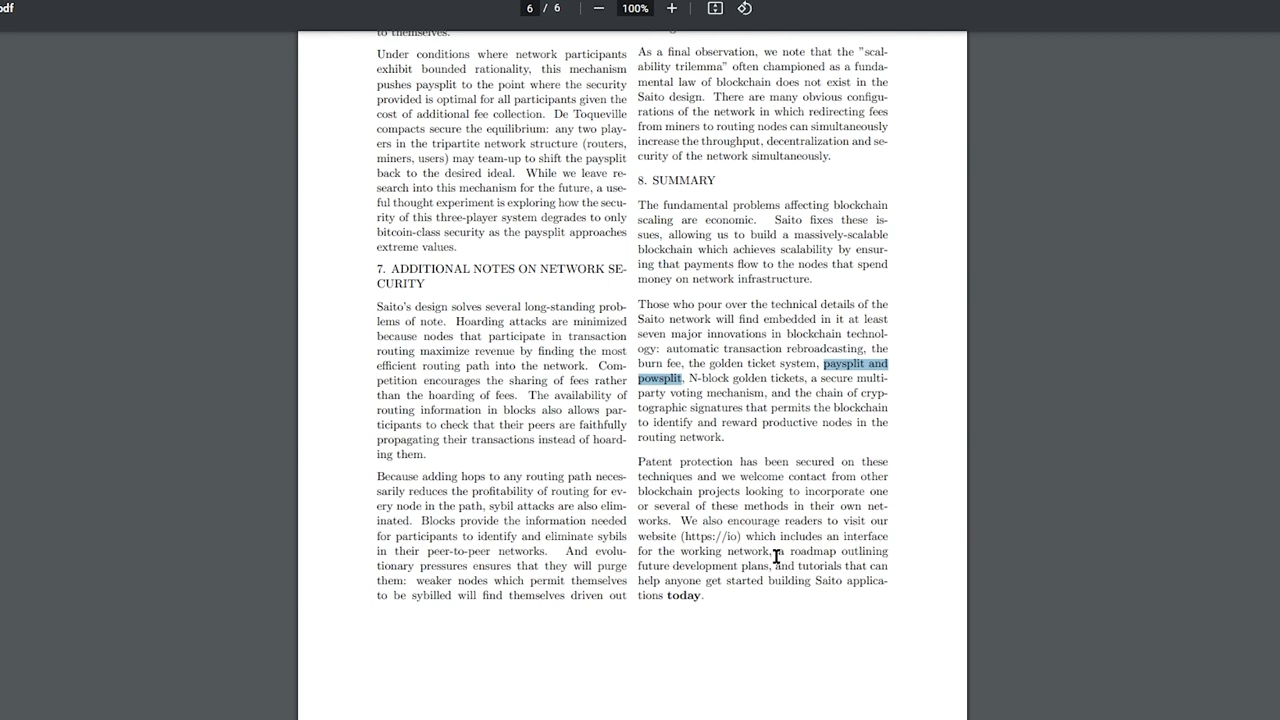 df
6 / 6
100%
to themselves.
Under conditions where network participants
exhibit bounded rationality, this mechanism
pushes paysplit to the point where the security
provided is optimal for all participants given the
cost of additional fee collection. De Toqueville
compacts secure the equilibrium: any two play-
ers in the tripartite network structure (routers,
miners, users) may team-up to shift the paysplit
back to the desired ideal. While we leave re-
search into this mechanism for the future, a use-
ful thought experiment is exploring how the secu-
rity of this three-player system degrades to only
bitcoin-class security as the paysplit approaches
extreme values.
7. ADDITIONAL NOTES ON NETWORK SE-
CURITY
Saito's design solves several long-standing prob-
lems of note. Hoarding attacks are minimized
because nodes that participate in transaction
routing maximize revenue by finding the most
efficient routing path into the network. Com-
petition encourages the sharing of fees rather
than the hoarding of fees. The availability of
routing information in blocks also allows par-
ticipants to check that their peers are faithfully
propagating their transactions instead of hoard-
ing them.
Because adding hops to any routing path neces-
sarily reduces the profitability of routing for ev-
ery node in the path, sybil attacks are also elim-
inated. Blocks provide the information needed
for participants to identify and eliminate sybils
in their peer-to-peer networks. And evolu-
tionary pressures ensures that they will purge
them: weaker nodes which permit themselves
to be sybilled will find themselves driven out
As a final observation, we note that the "scal-
ability trilemma" often championed as a funda-
mental law of blockchain does not exist in the
Saito design. There are many obvious configu-
rations of the network in which redirecting fees
from miners to routing nodes can simultaneously
increase the throughput, decentralization and se-
curity of the network simultaneously.
8. SUMMARY
The fundamental problems affecting blockchain
scaling are economic. Saito fixes these is-
sues, allowing us to build a massively-scalable
blockchain which achieves scalability by ensur-
ing that payments flow to the nodes that spend
money on network infrastructure.
Those who pour over the technical details of the
Saito network will find embedded in it at least
seven major innovations in blockchain technol-
ogy: automatic transaction rebroadcasting, the
burn fee, the golden ticket system, paysplit and
powsplit, N-block golden tickets, a secure multi-
party voting mechanism, and the chain of cryp-
tographic signatures that permits the blockchain
to identify and reward productive nodes in the
routing network.
Patent protection has been secured on these
techniques and we welcome contact from other
blockchain projects looking to incorporate one
or several of these methods in their own net-
works. We also encourage readers to visit our
website (https://io) which includes an interface
for the working network, a roadmap outlining
future development plans, and tutorials that can
help anyone get started building Saito applica-
tions today.